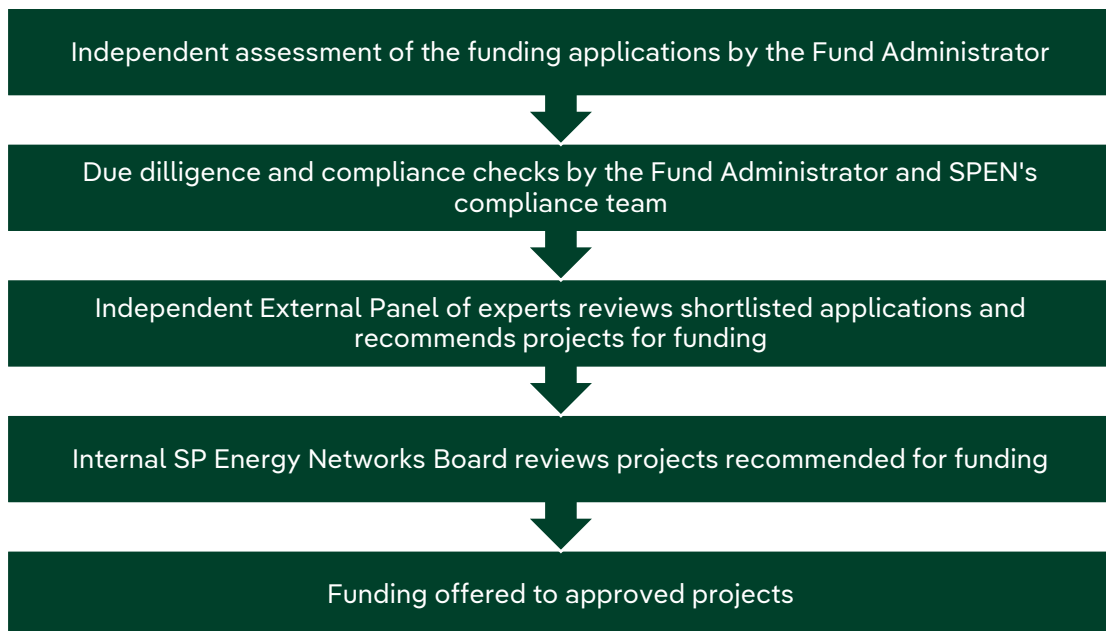 Independent assessment of the funding applications by the Fund Administrator
Due dilligence and compliance checks by the Fund Administrator and SPEN's
compliance team
Independent External Panel of experts reviews shortlisted applications and
recommends projects for funding
Internal SP Energy Networks Board reviews projects recommended for funding
Funding offered to approved projects